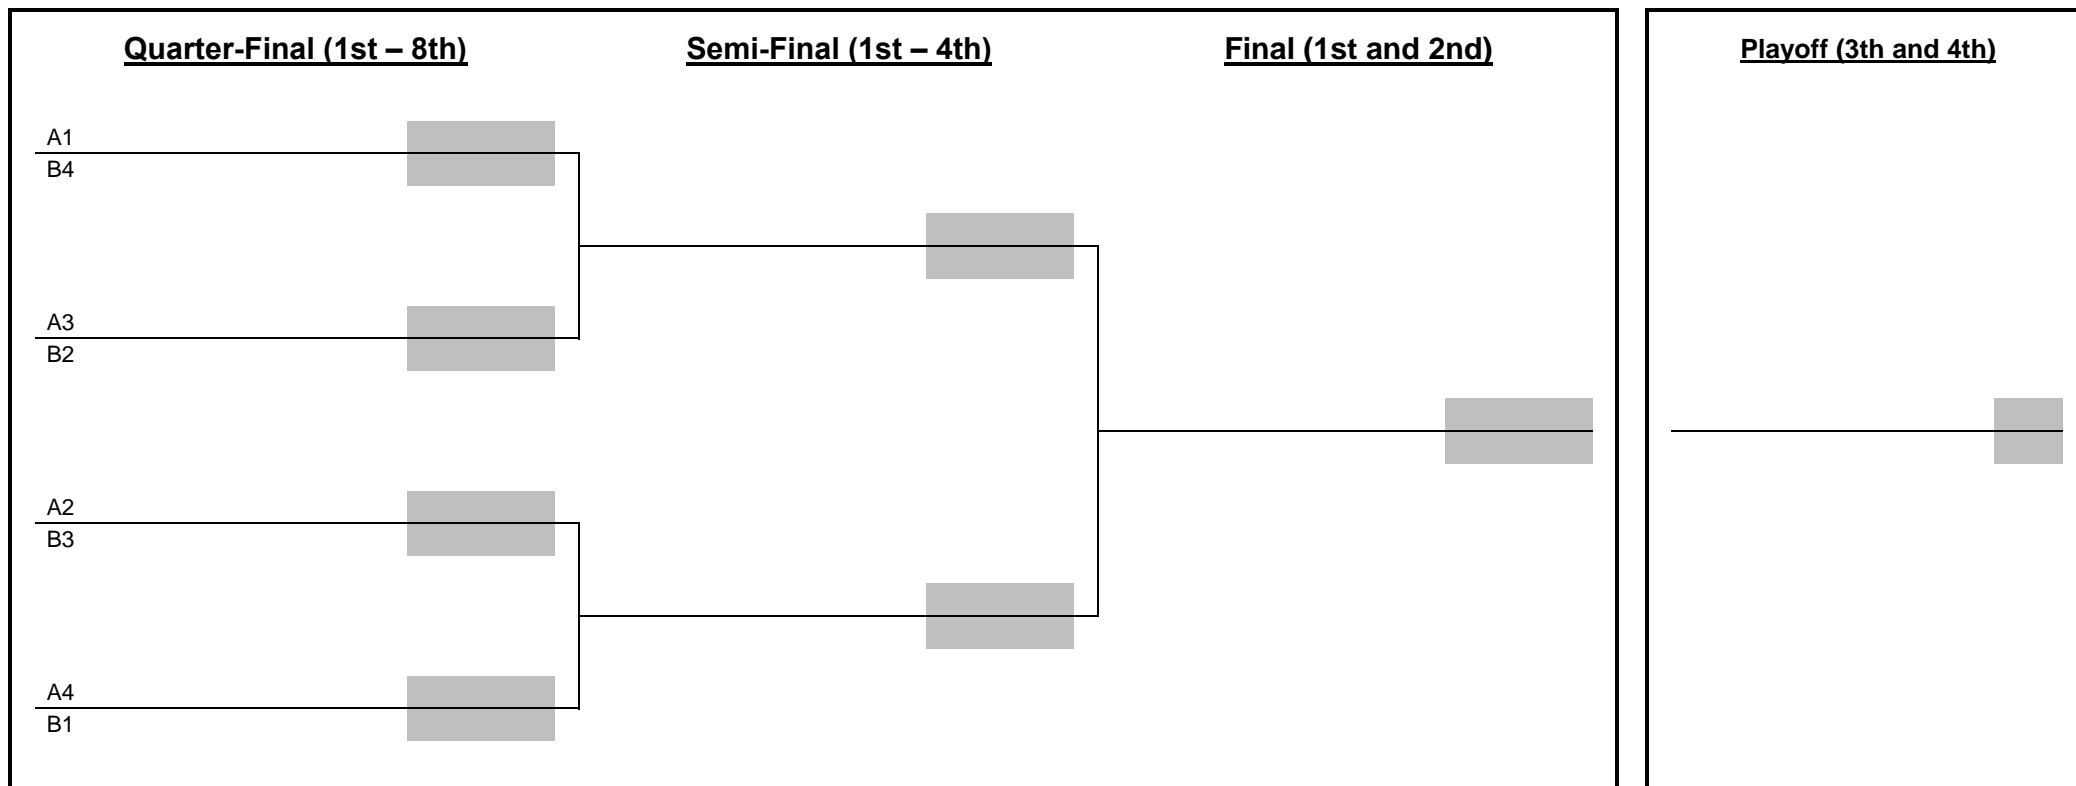 Quarter-Final (1st – 8th)
Semi-Final (1st – 4th)
Final (1st and 2nd)
Playoff (3th and 4th)
A1
B4
A3
B2
A2
B3
A4
B1